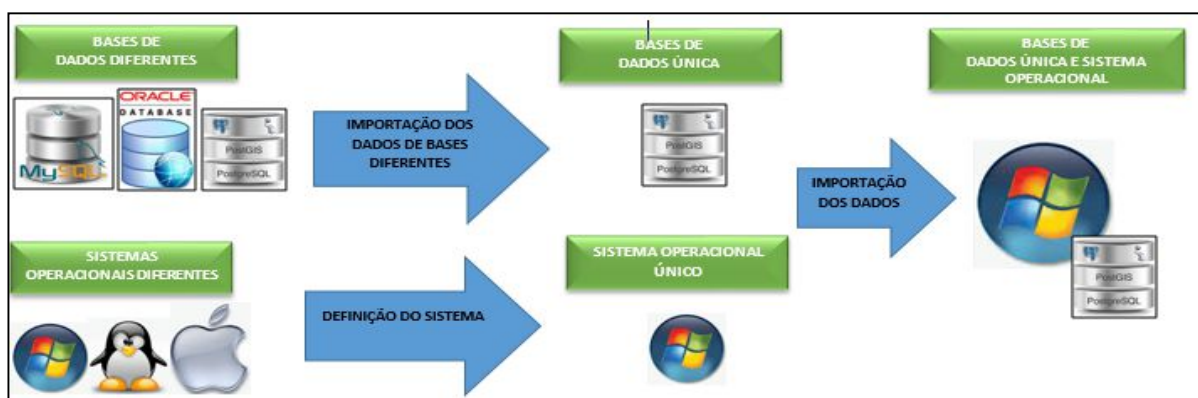 BASES DE
DADOS DIFERENTES
BASES DE
DADOS ÚNICA
BASES DE
DADOS ÚNICA E SISTEMA
OPERACIONAL
ORACLE
DATABASE
MySQL
PostGIS
PostgreSQL
IMPORTAÇÃO DOS
DADOS DE BASES
DIFERENTES
PostGIS
PostgreSQL
IMPORTAÇÃO
DOS DADOS
PostGIS
PostgreSQL
SISTEMAS
OPERACIONAIS DIFERENTES
DEFINIÇÃO DO SISTEMA
SISTEMA OPERACIONAL
ÚNICO